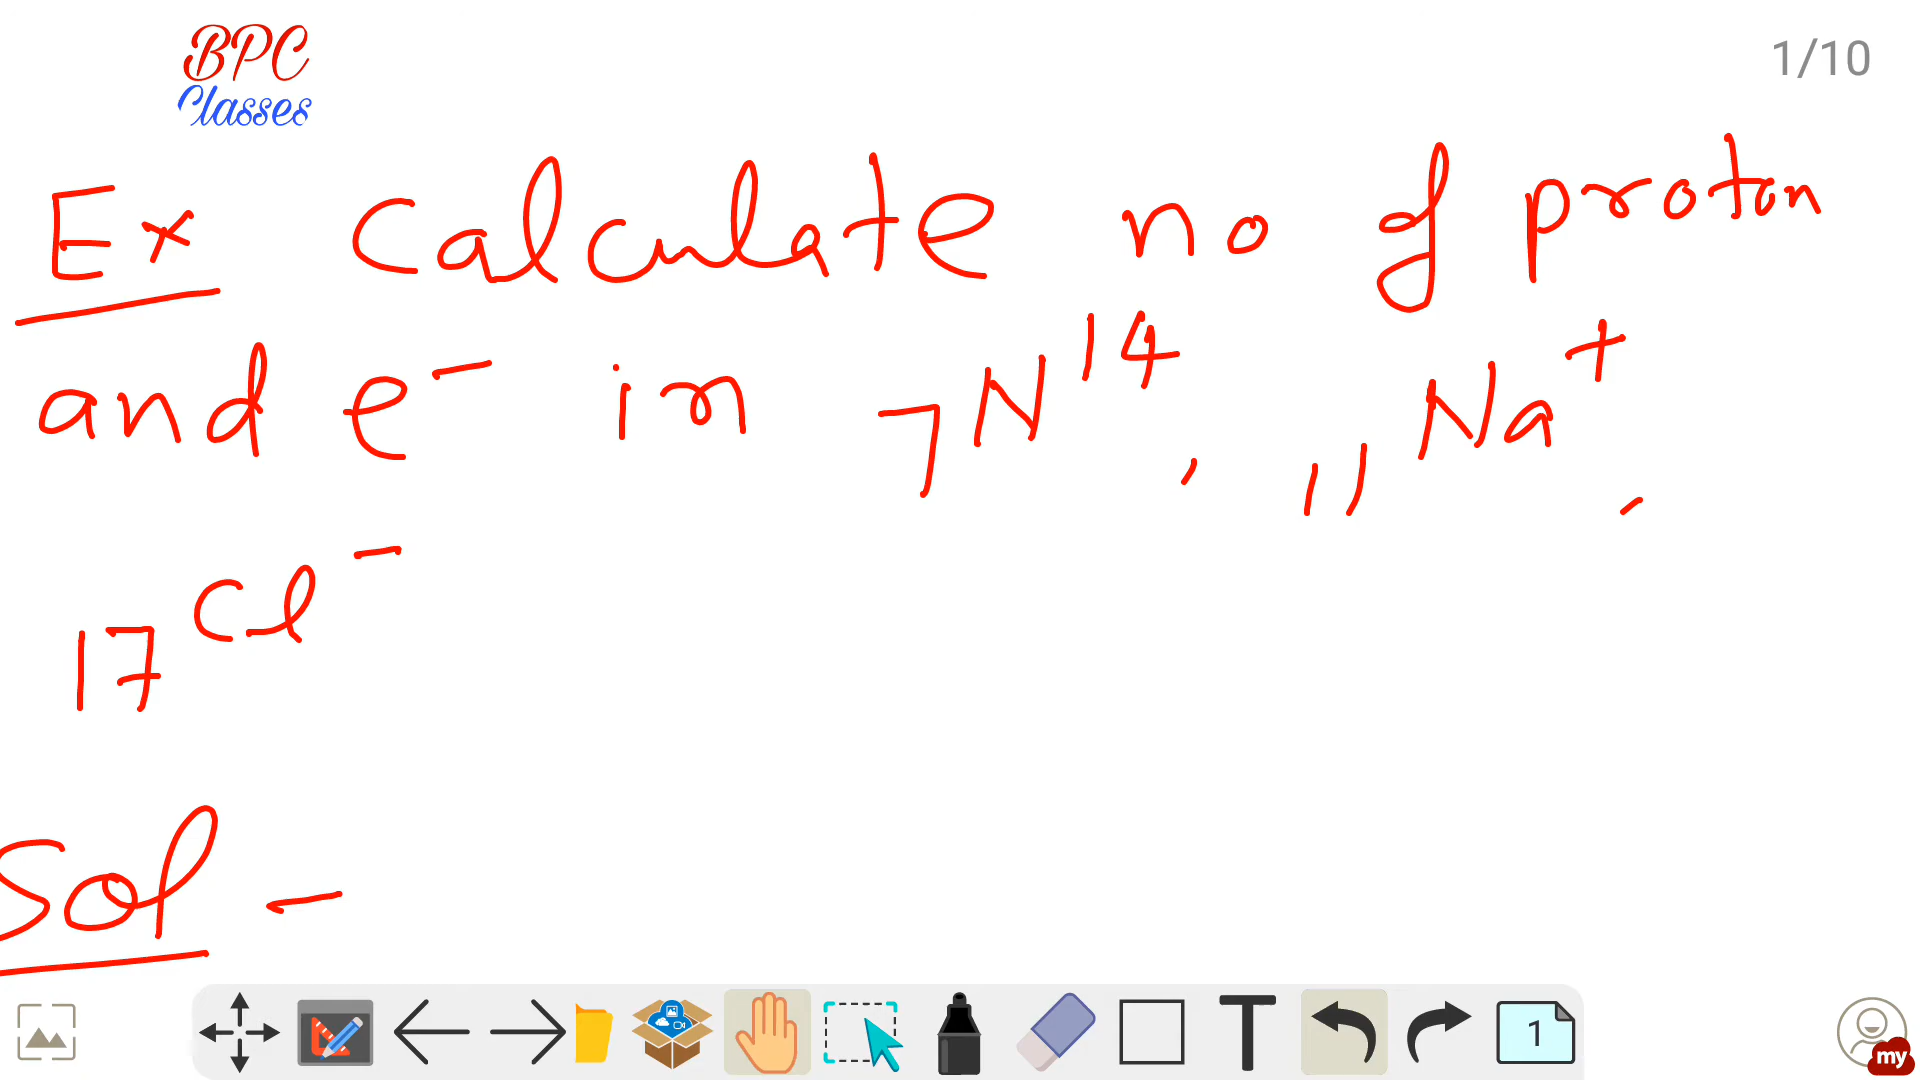 BPC
Classes
1/10
Ex Calculate no of proton
and e⁻ in ₇N¹⁴, ₁₁Na⁺,
₁₇Cl⁻
Sol –
1
my